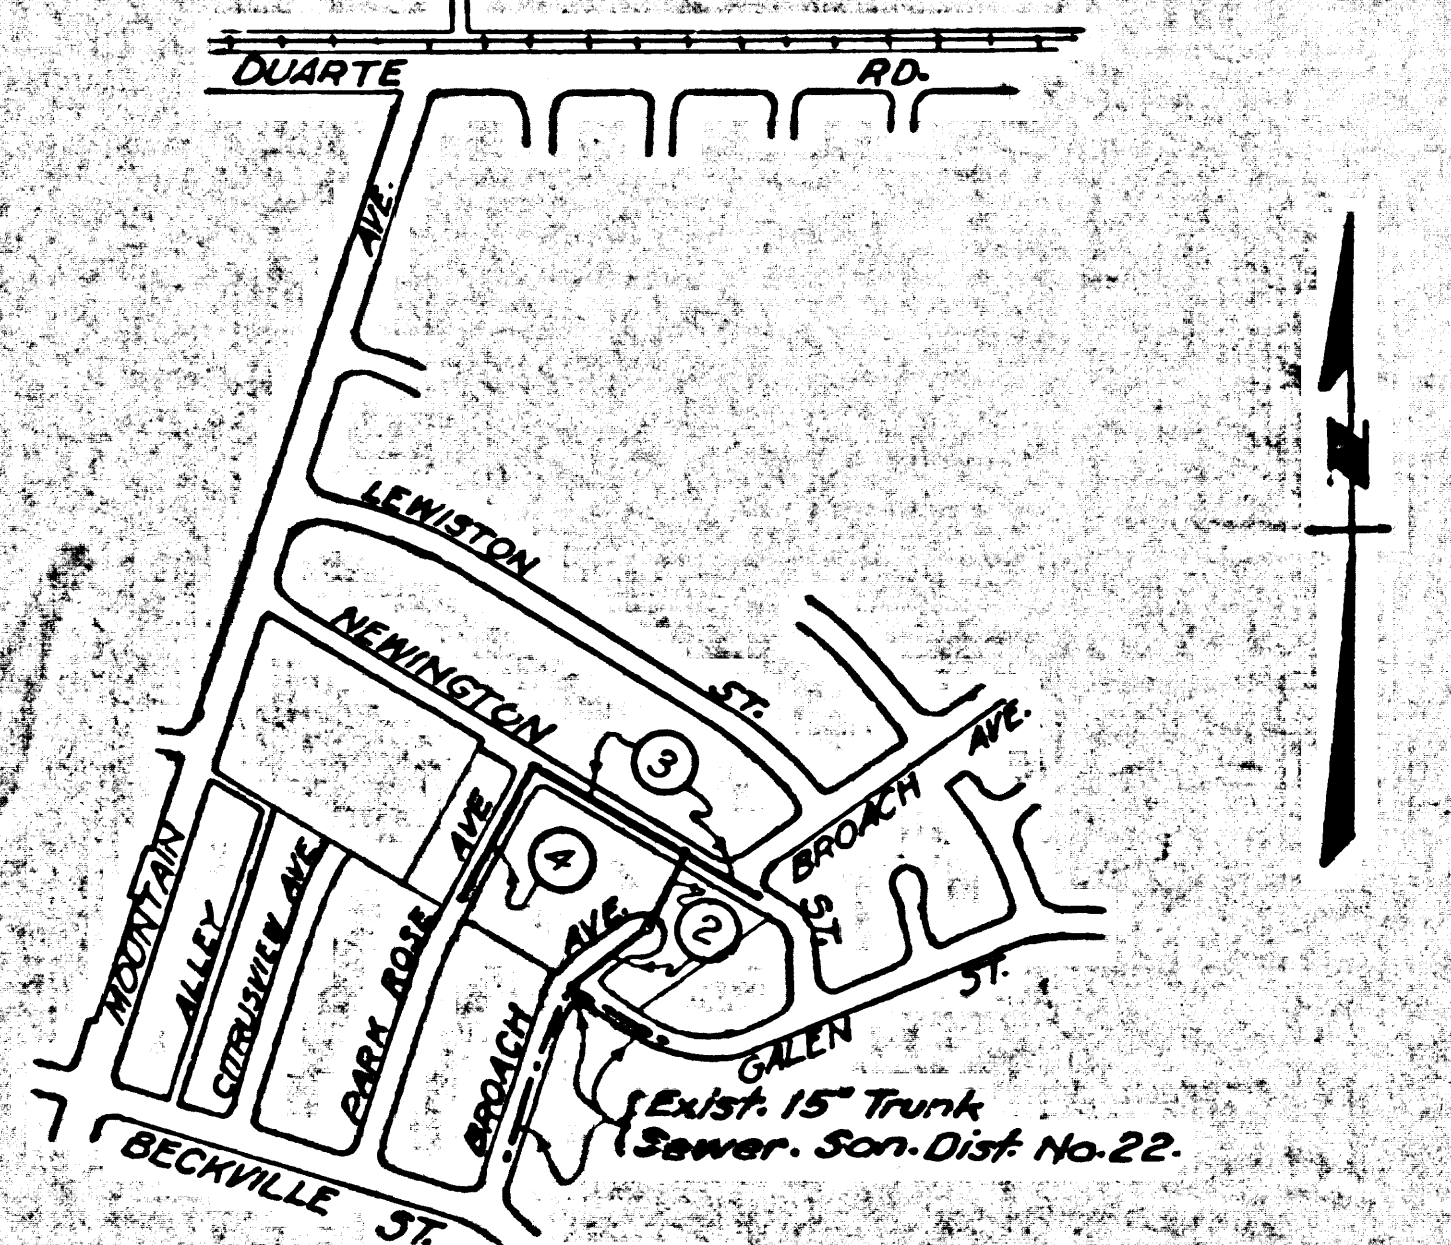 DUARTE RD.
AVE.
N
LEWISTON ST.
NEWINGTON ST.
3
AVE.
BROACH
4
AVE
2
AVE.
MOUNTAIN
ALLEY
CITRUSVIEW AVE.
PARK ROSE
BROACH
GALEN ST.
Exist. 15" Trunk
Sewer. San. Dist. No. 22.
BECKVILLE ST.